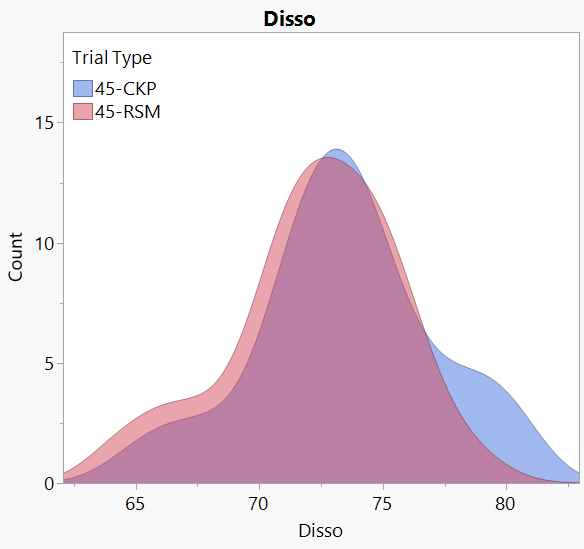 Disso
Trial Type
45-CKP
45-RSM
15
10
5
0
Count
65 70 75 80
Disso